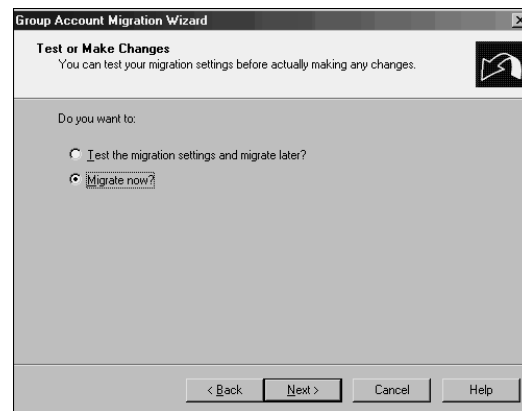 Group Account Migration Wizard
Test or Make Changes
You can test your migration settings before actually making any changes.
Do you want to:
Test the migration settings and migrate later?
Migrate now?
< Back
Next >
Cancel
Help